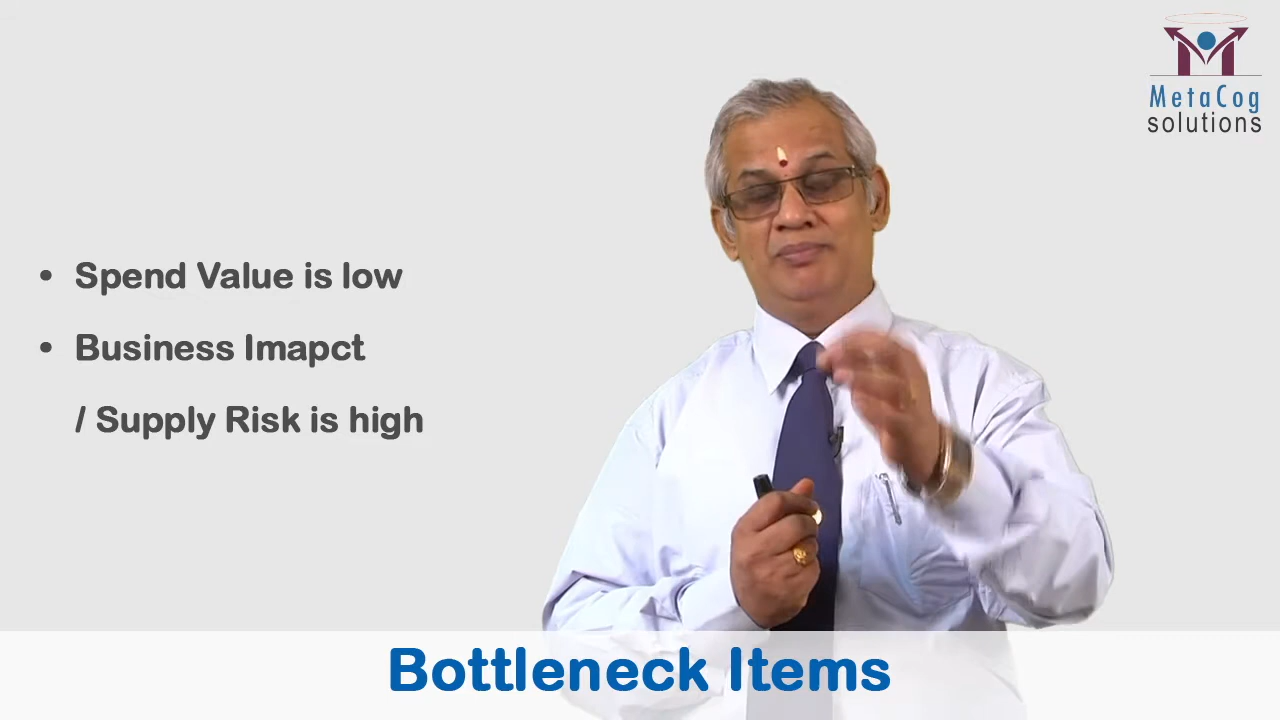 MetaCog
solutions
• Spend Value is low
• Business Imapct
/ Supply Risk is high
Bottleneck Items